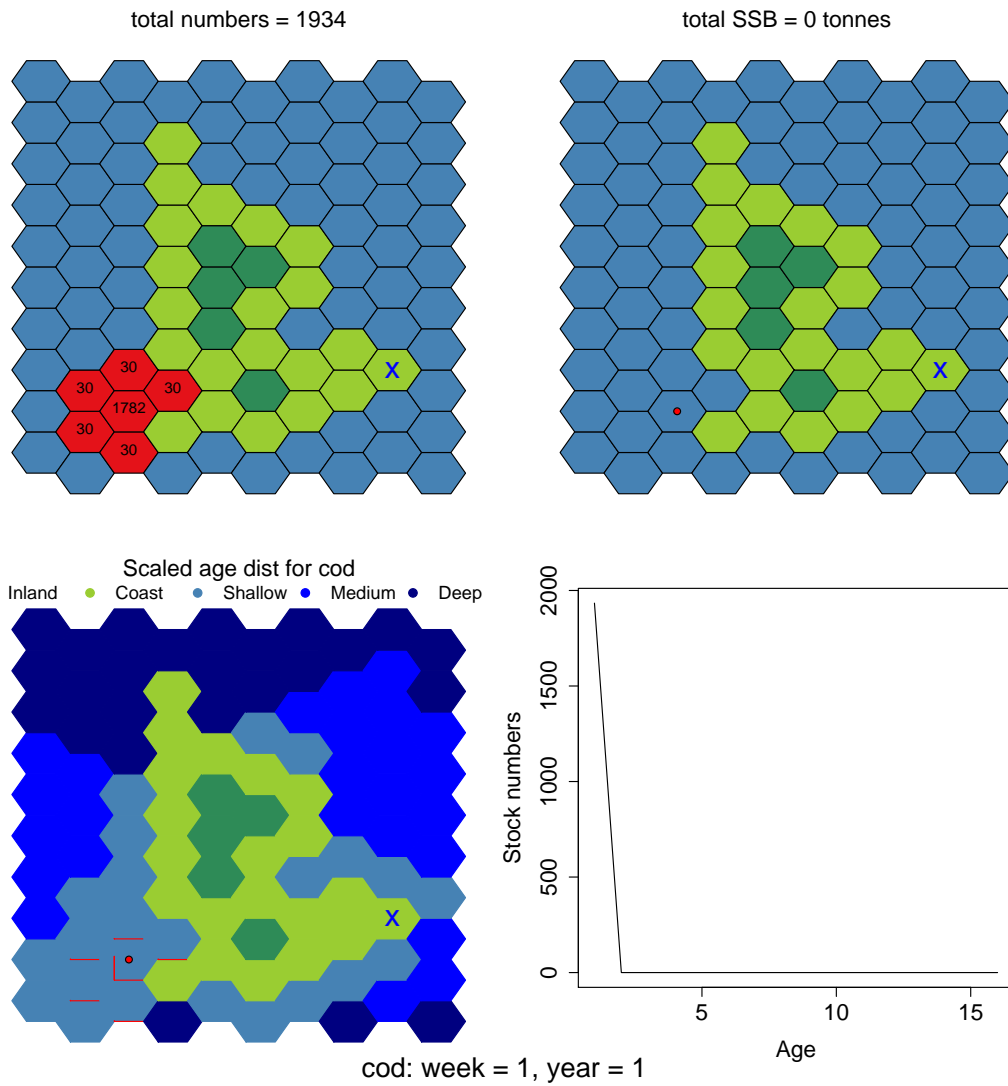 total numbers = 1934
total SSB = 0 tonnes
X
X
30
30
30
1782
30
30
Scaled age dist for cod
Inland Coast Shallow Medium Deep
X
Stock numbers
2000
1500
1000
500
0
5 10 15
Age
cod: week = 1, year = 1